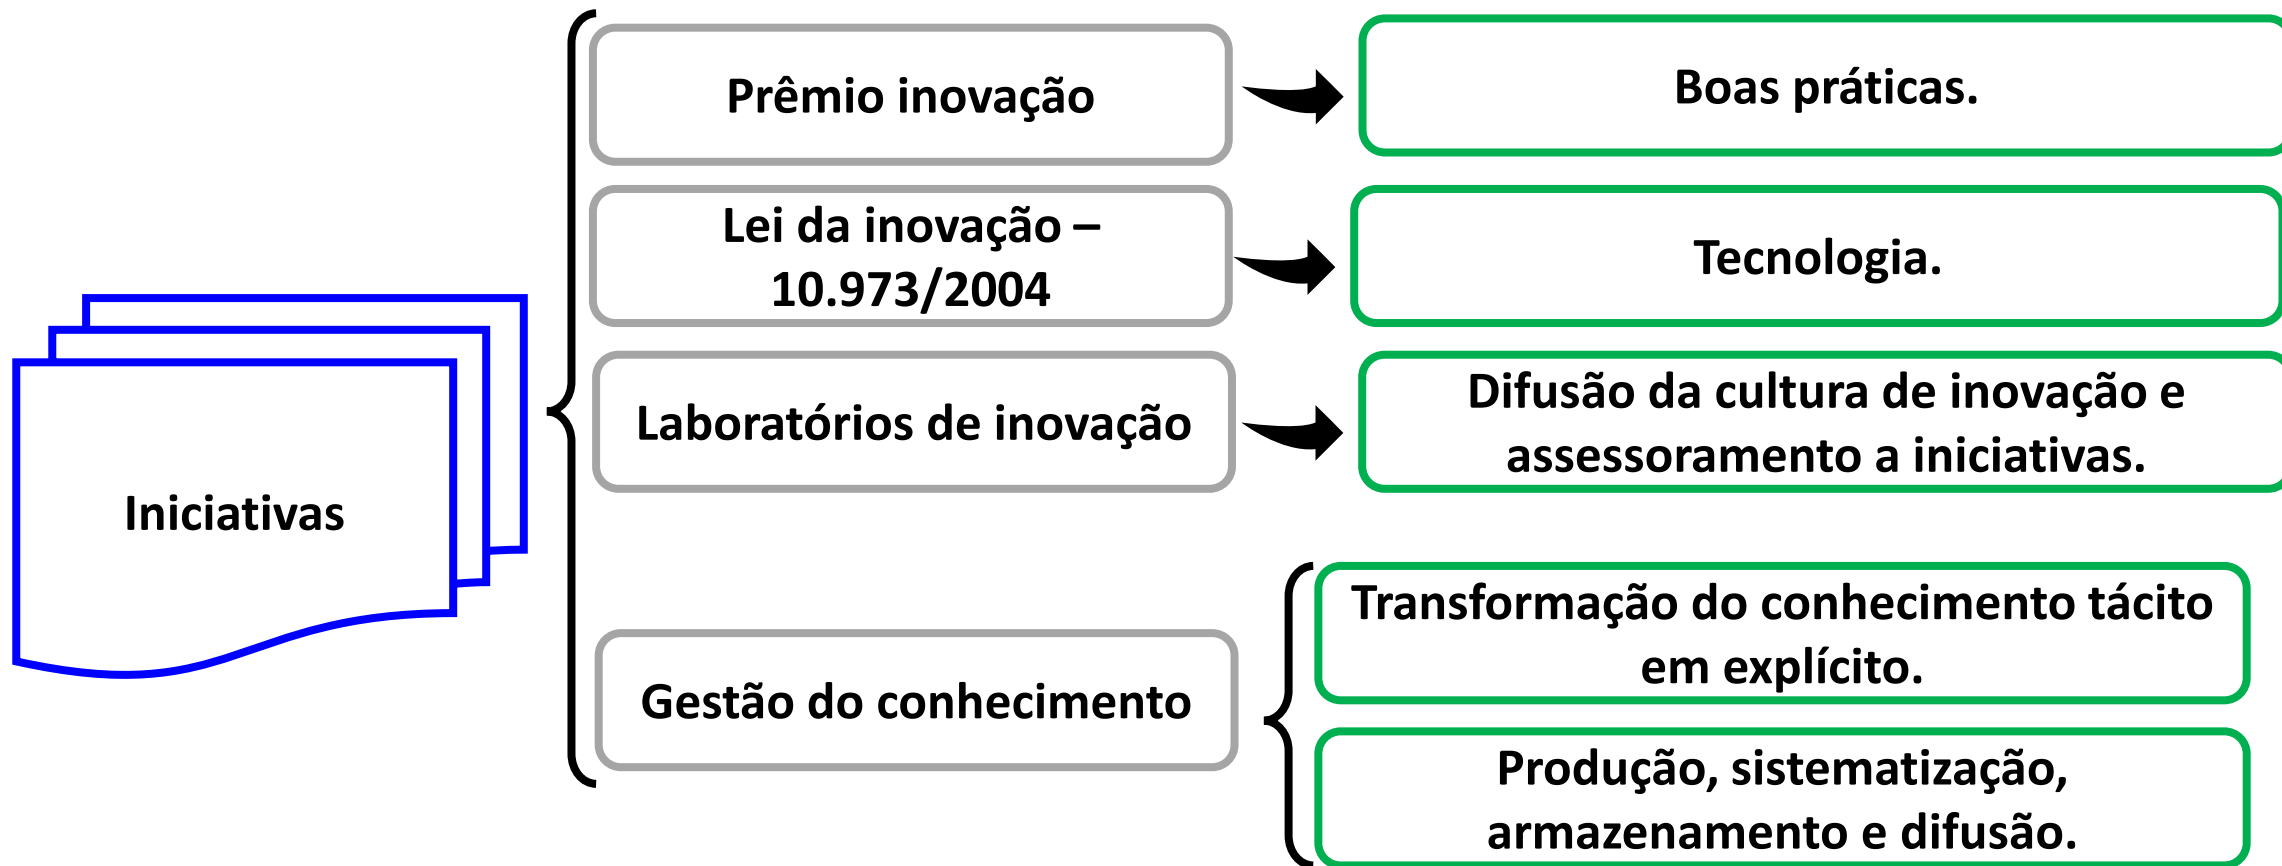 Iniciativas
Prêmio inovação
Boas práticas.
Lei da inovação –
10.973/2004
Tecnologia.
Laboratórios de inovação
Difusão da cultura de inovação e
assessoramento a iniciativas.
Gestão do conhecimento
Transformação do conhecimento tácito
em explícito.
Produção, sistematização,
armazenamento e difusão.